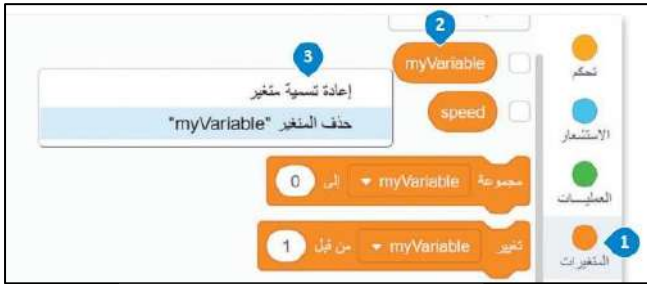 2
myVariable
تحكم
3
إعادة تسمية متغير
حذف المتغير "myVariable"
speed
الاستشعار
مجموعة myVariable إلى 0
العمليات
1
تغيير myVariable من قبل 1
المتغيرات